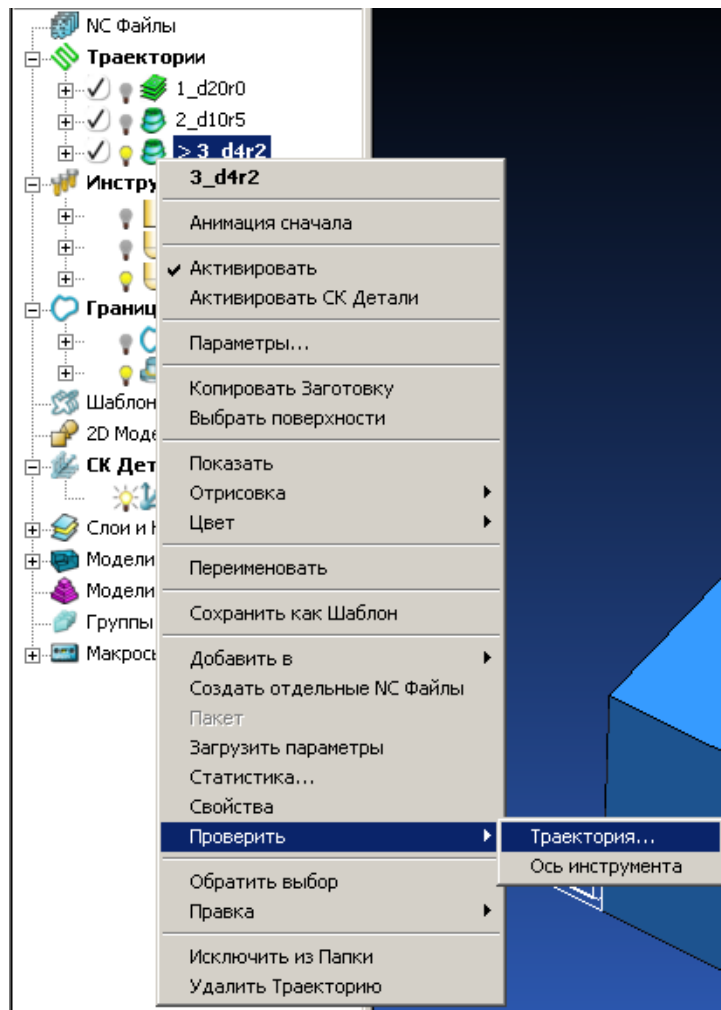 NC Файлы
Траектории
1_d20r0
2_d10r5
> 3_d4r2
Инстру
Границ
Шаблон
2D Моде
СК Дет
Слои и Н
Модели
Модели
Группы
Макрось
3_d4r2
Анимация сначала
Активировать
Активировать СК Детали
Параметры...
Копировать Заготовку
Выбрать поверхности
Показать
Отрисовка
Цвет
Переименовать
Сохранить как Шаблон
Добавить в
Создать отдельные NC Файлы
Пакет
Загрузить параметры
Статистика...
Свойства
Проверить
Траектория...
Ось инструмента
Обратить выбор
Правка
Исключить из Папки
Удалить Траекторию